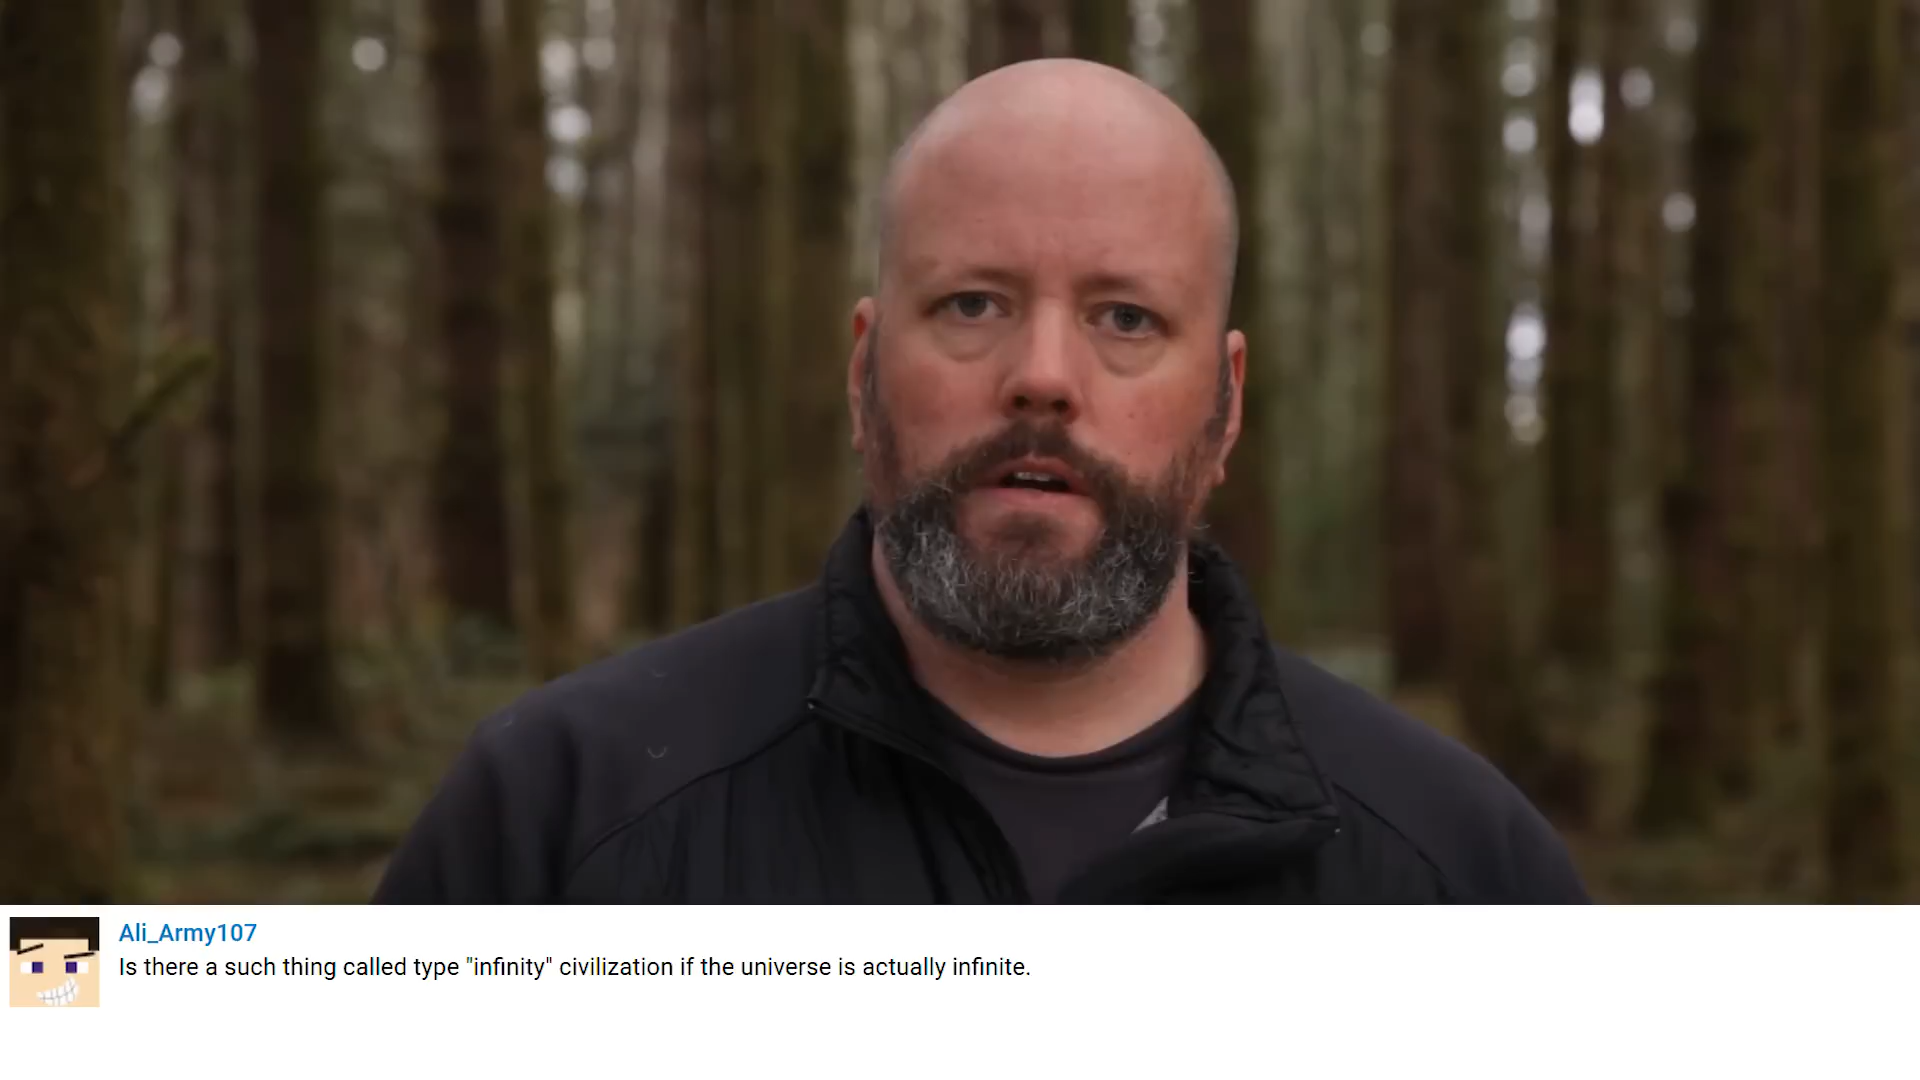 Ali_Army107
Is there a such thing called type "infinity" civilization if the universe is actually infinite.